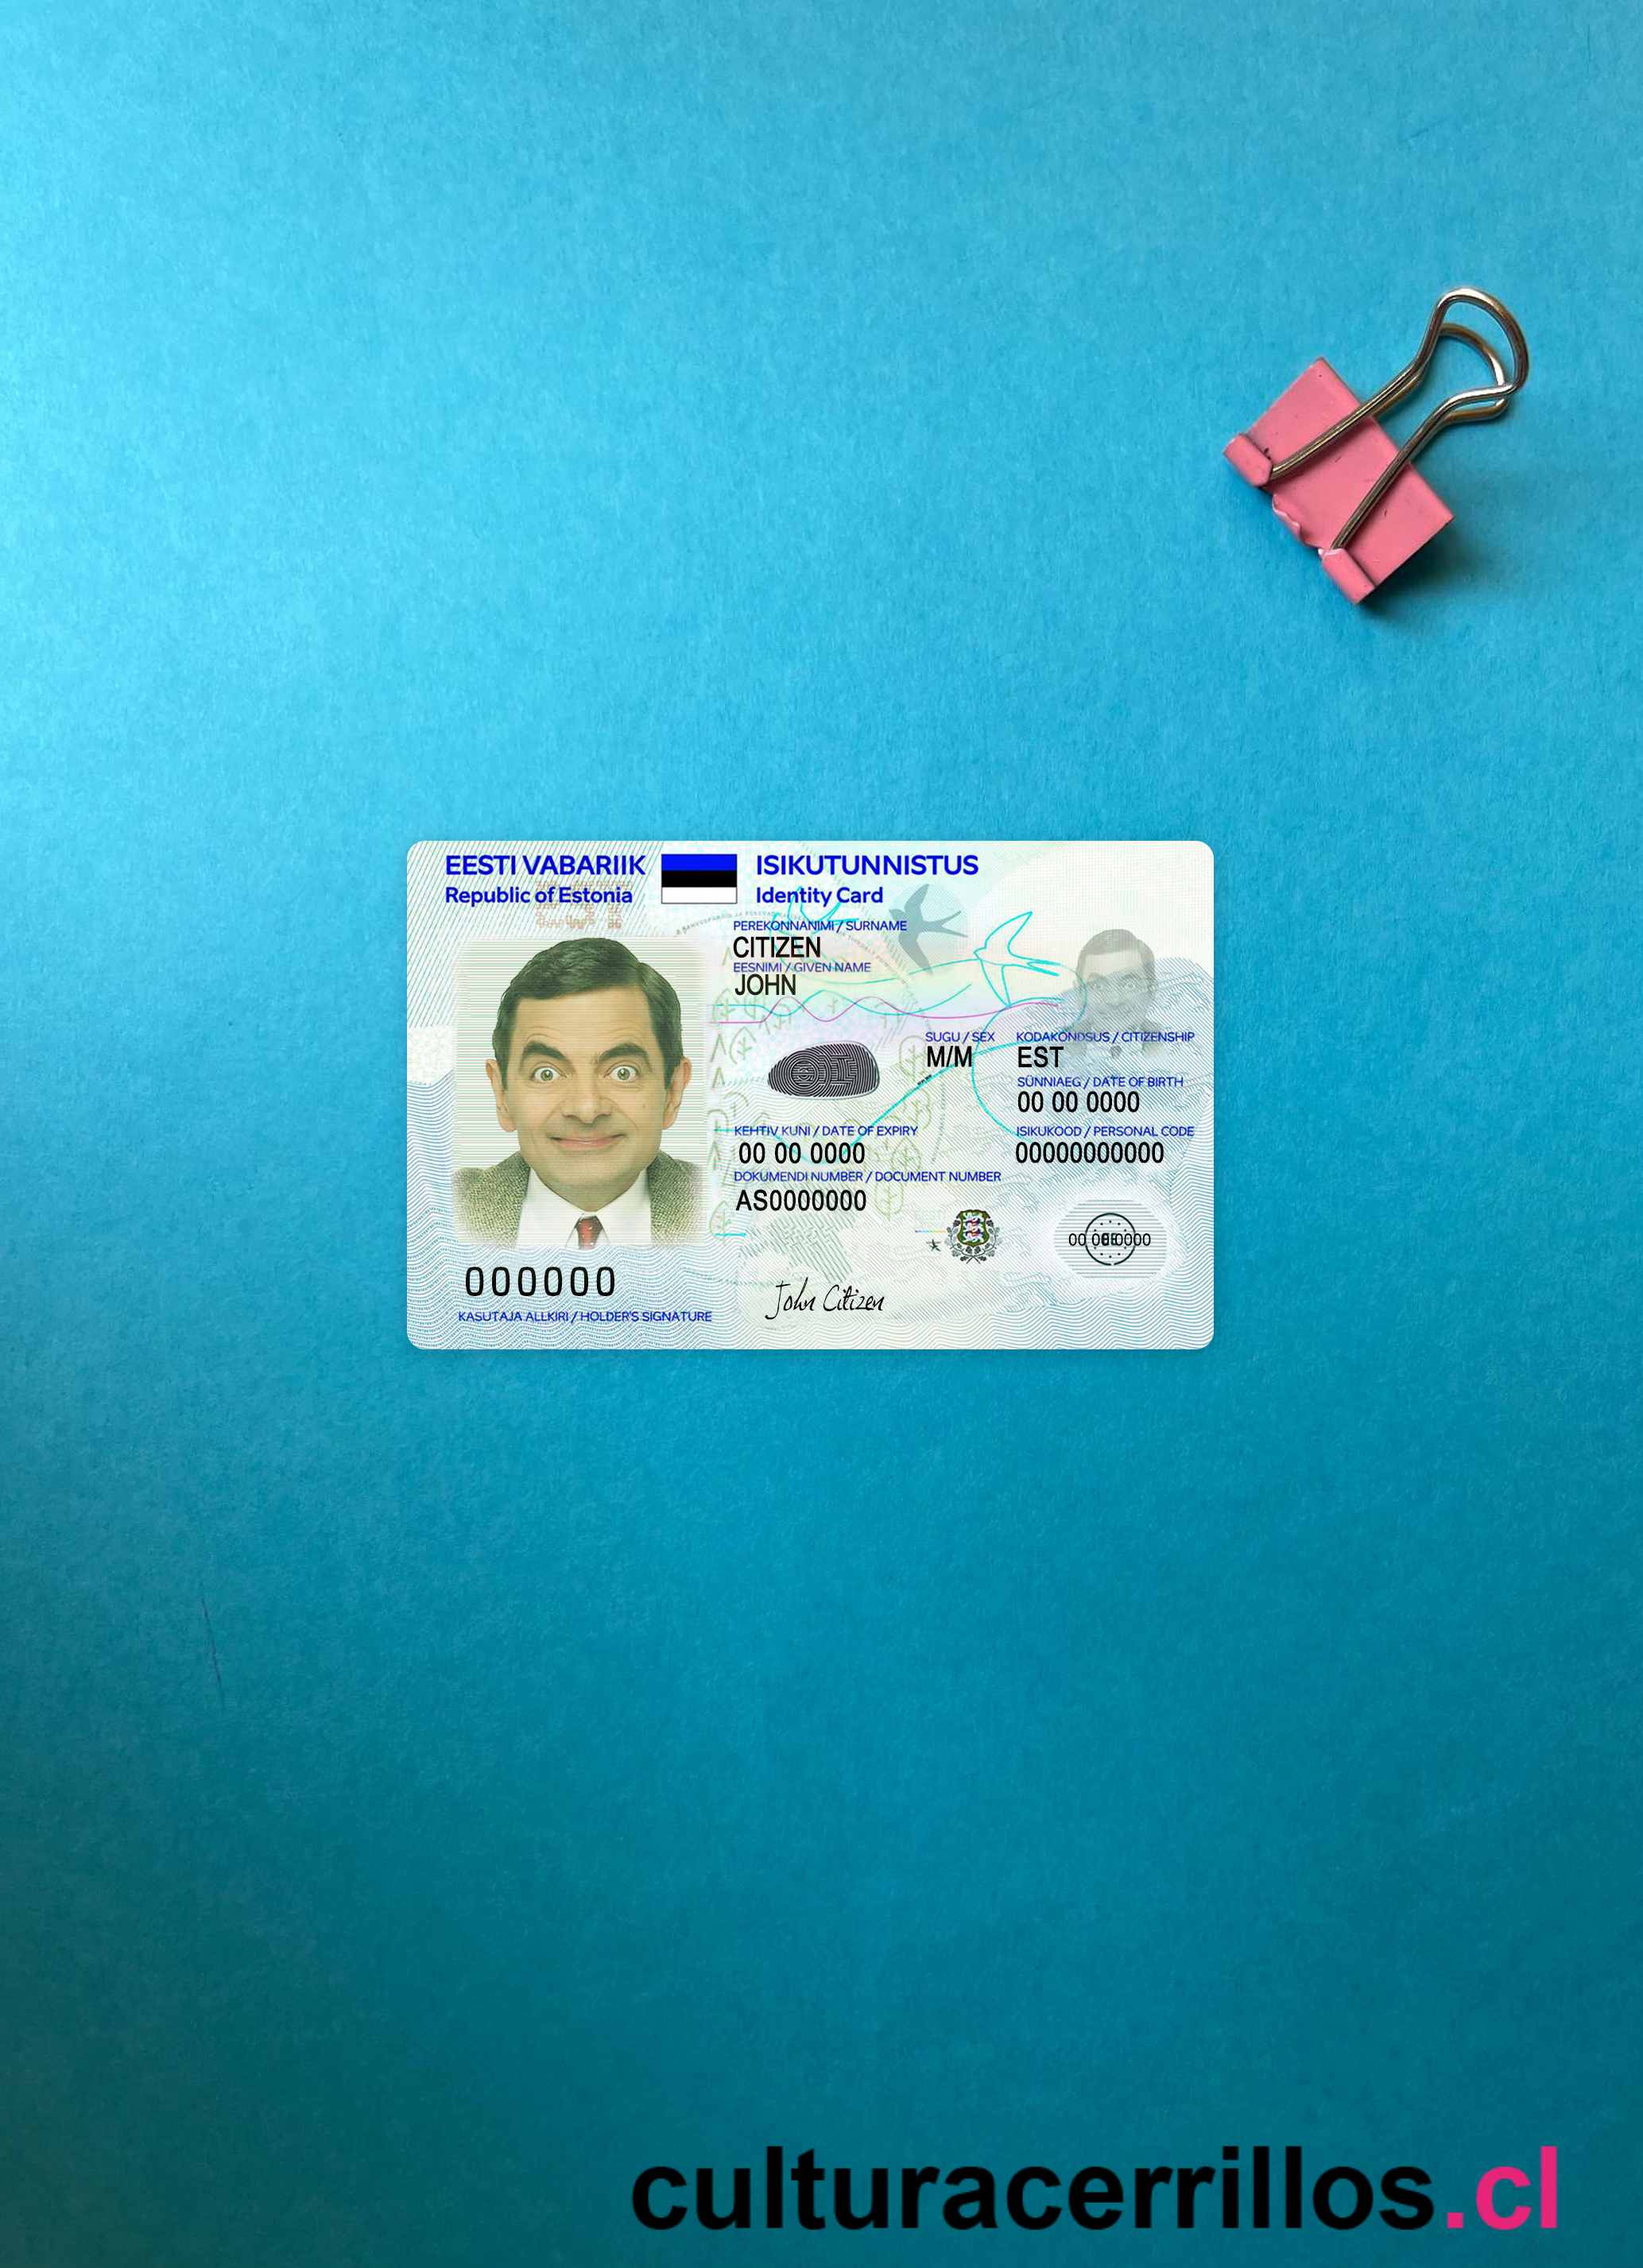 EESTI VABARIIK
Republic of Estonia
ISIKUTUNNISTUS
Identity Card
PEREKONNANIMI / SURNAME
CITIZEN
EESNIMI / GIVEN NAME
JOHN
SUGU / SEX
M/M
KODAKONDSUS / CITIZENSHIP
EST
SÜNNIAEG / DATE OF BIRTH
00 00 0000
KEHTIV KUNI / DATE OF EXPIRY
00 00 0000
ISIKUKOOD / PERSONAL CODE
00000000000
DOKUMENDI NUMBER / DOCUMENT NUMBER
AS0000000
000000
KASUTAJA ALLKIRI / HOLDER'S SIGNATURE
John Citizen
culturacerrillos.cl